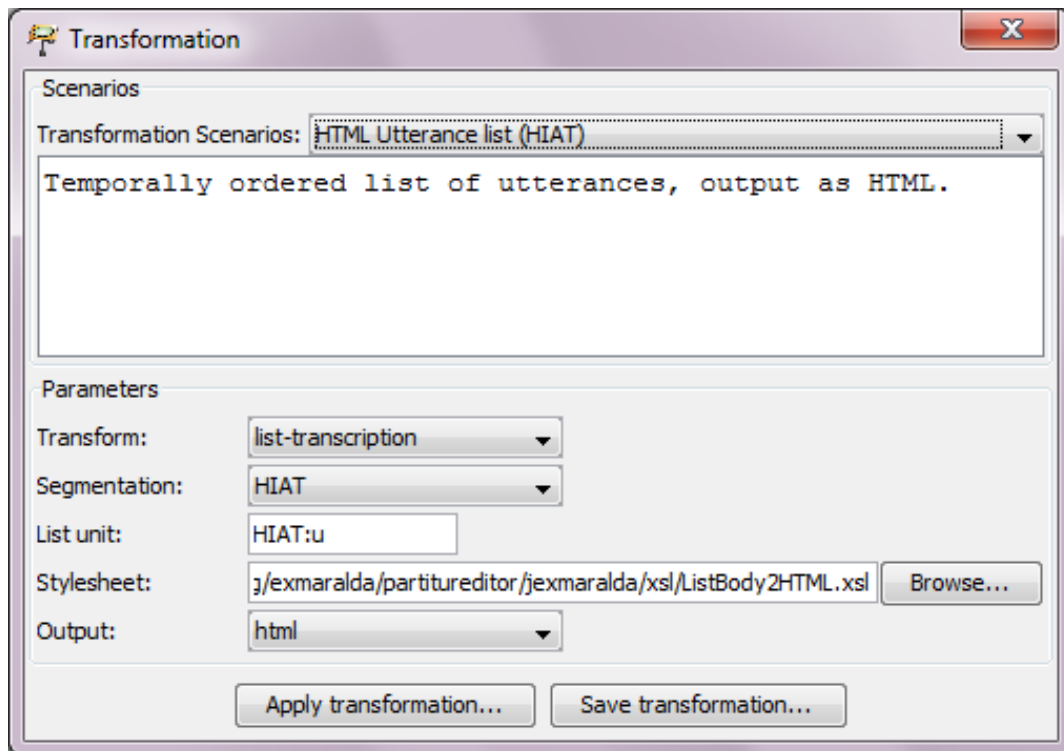 Transformation
Scenarios
Transformation Scenarios: HTML Utterance list (HIAT)
Temporally ordered list of utterances, output as HTML.
Parameters
Transform: list-transcription
Segmentation: HIAT
List unit: HIAT:u
Stylesheet: g/exmaralda/partitureditor/jexmaralda/xsl/ListBody2HTML.xsl Browse...
Output: html
Apply transformation... Save transformation...